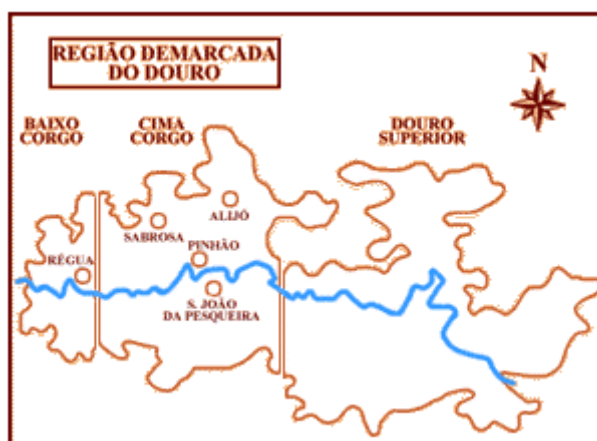 REGIÃO DEMARCADA
DO DOURO
N
BAIXO
CORGO
CIMA
CORGO
DOURO
SUPERIOR
ALIJÓ
SABROSA
PINHÃO
RÉGUA
S. JOÃO
DA PESQUEIRA